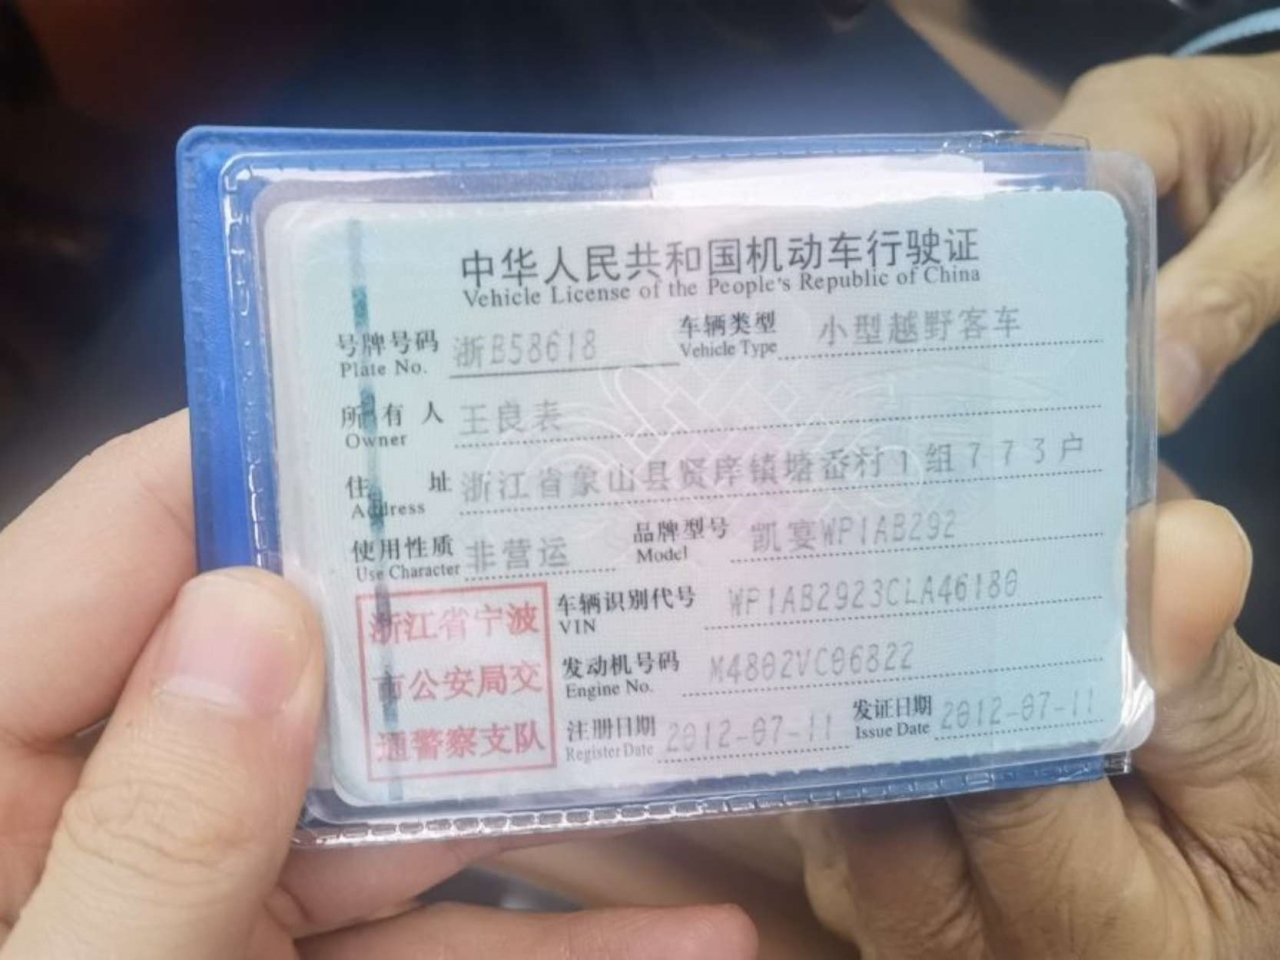 中华人民共和国机动车行驶证
Vehicle License of the People's Republic of China
号牌号码 浙B58618 车辆类型 小型越野客车
Plate No. Vehicle Type
所有人 王良表
Owner
住址 浙江省象山县贤庠镇塘岙村1组773户
Address
使用性质 非营运 品牌型号 凯宴WP1AB292
Use Character Model
浙江省宁波
市公安局交
通警察支队
车辆识别代号 WP1AB2923CLA46180
VIN
发动机号码 M4802VC06822
Engine No.
注册日期 2012-07-11 发证日期 2012-07-11
Register Date Issue Date